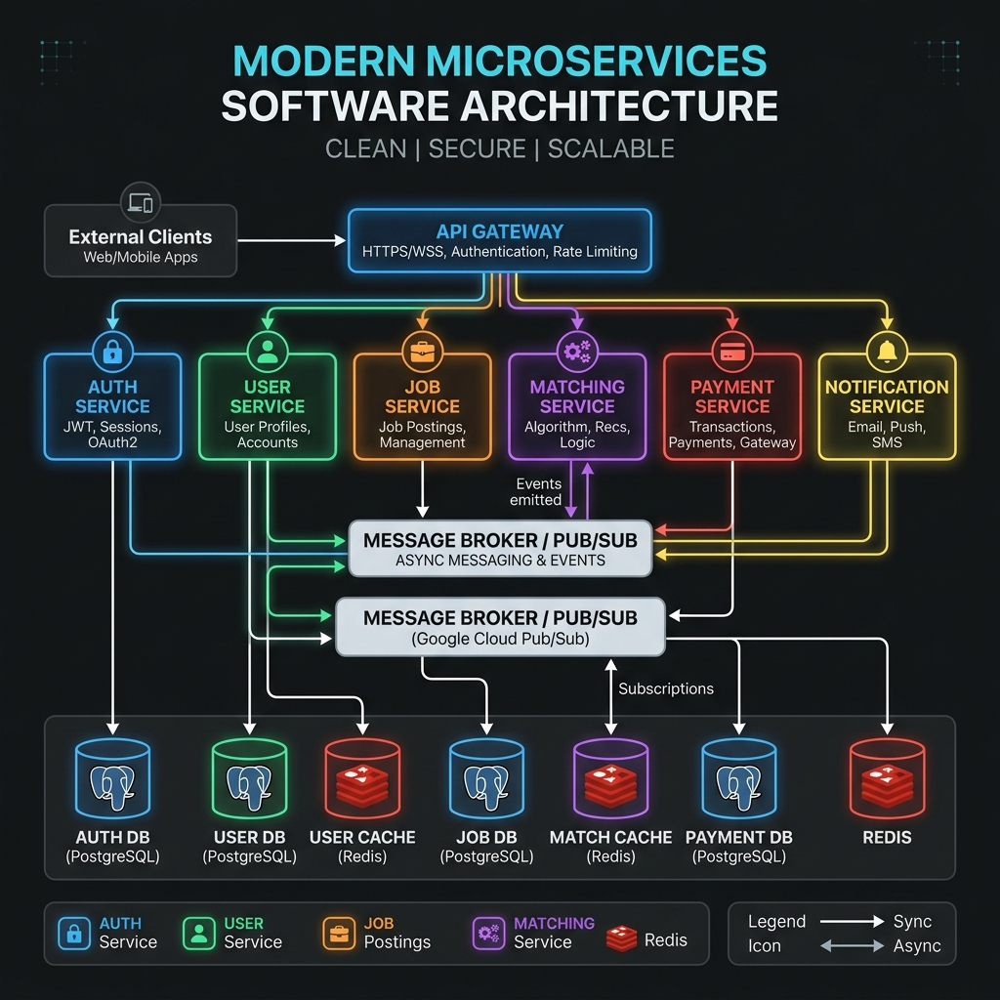 MODERN MICROSERVICES
SOFTWARE ARCHITECTURE
CLEAN | SECURE | SCALABLE
External Clients
Web/Mobile Apps
API GATEWAY
HTTPS/WSS, Authentication, Rate Limiting
AUTH
SERVICE
JWT, Sessions,
OAuth2
USER
SERVICE
User Profiles,
Accounts
JOB
SERVICE
Job Postings,
Management
MATCHING
SERVICE
Algorithm, Recs,
Logic
PAYMENT
SERVICE
Transactions,
Payments, Gateway
NOTIFICATION
SERVICE
Email, Push,
SMS
Events
emitted
MESSAGE BROKER / PUB/SUB
ASYNC MESSAGING & EVENTS
MESSAGE BROKER / PUB/SUB
(Google Cloud Pub/Sub)
Subscriptions
AUTH DB
(PostgreSQL)
USER DB
(PostgreSQL)
USER CACHE
(Redis)
JOB DB
(PostgreSQL)
MATCH CACHE
(Redis)
PAYMENT DB
(PostgreSQL)
REDIS
AUTH
Service
USER
Service
JOB
Postings
MATCHING
Service
Redis
Legend
Sync
Icon
Async